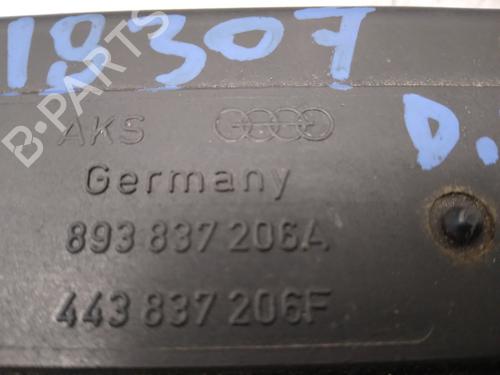 18307
D.
B-PARTS
AKS
Germany
893 837 206A
443 837 206F